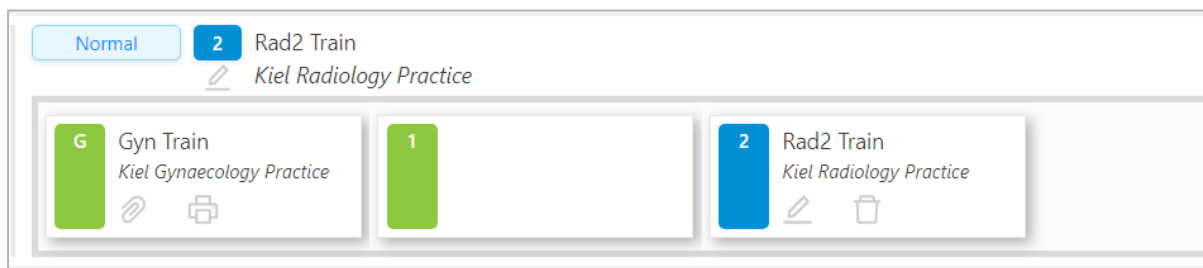 Normal 2 Rad2 Train
Kiel Radiology Practice
G Gyn Train
Kiel Gynaecology Practice
1
2 Rad2 Train
Kiel Radiology Practice